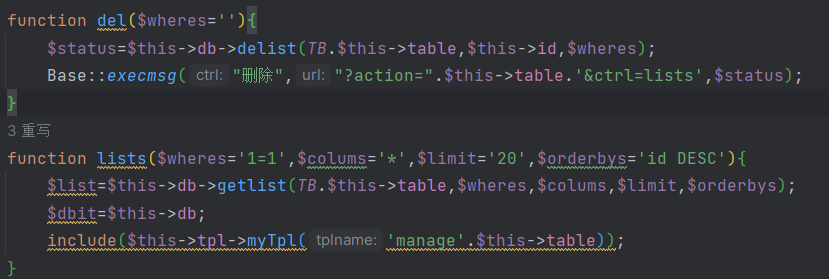 function del($wheres=''){
$status=$this->db->delist(TB.$this->table,$this->id,$wheres);
Base::execmsg( ctrl: "删除", url: "?action=".$this->table.'&ctrl=lists',$status);
}
3 重写
function lists($wheres='1=1',$colums='*',$limit='20',$orderbys='id DESC'){
$list=$this->db->getlist(TB.$this->table,$wheres,$colums,$limit,$orderbys);
$dbit=$this->db;
include($this->tpl->myTpl( tplname: 'manage'.$this->table));
}